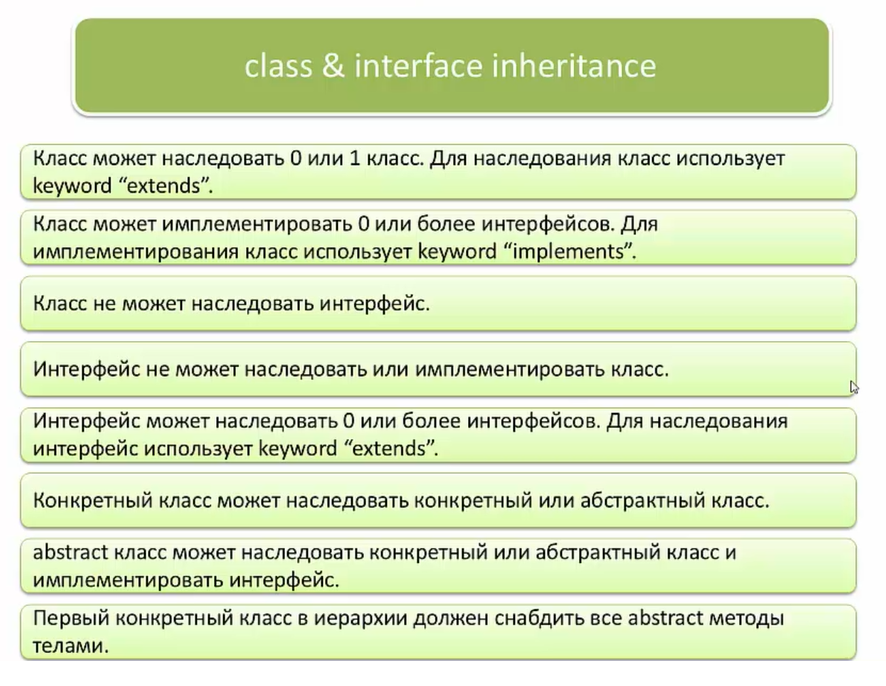 class & interface inheritance
Класс может наследовать 0 или 1 класс. Для наследования класс использует
keyword “extends”.
Класс может имплементировать 0 или более интерфейсов. Для
имплементирования класс использует keyword “implements”.
Класс не может наследовать интерфейс.
Интерфейс не может наследовать или имплементировать класс.
Интерфейс может наследовать 0 или более интерфейсов. Для наследования
интерфейс использует keyword “extends”.
Конкретный класс может наследовать конкретный или абстрактный класс.
abstract класс может наследовать конкретный или абстрактный класс и
имплементировать интерфейс.
Первый конкретный класс в иерархии должен снабдить все abstract методы
телами.